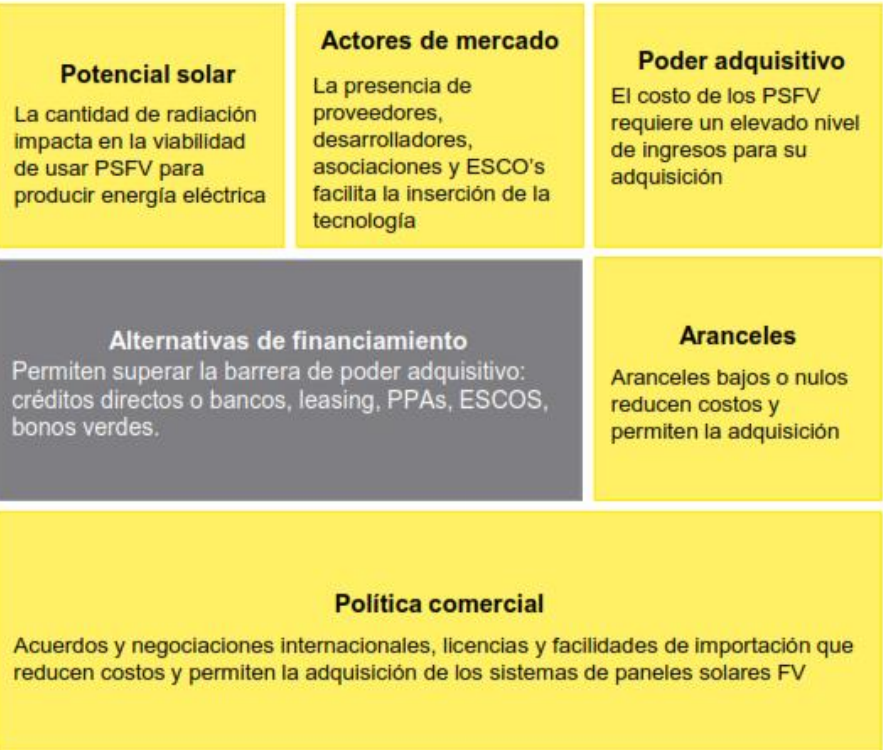 Potencial solar
La cantidad de radiación
impacta en la viabilidad
de usar PSFV para
producir energía eléctrica
Actores de mercado
La presencia de
proveedores,
desarrolladores,
asociaciones y ESCO's
facilita la inserción de la
tecnología
Poder adquisitivo
El costo de los PSFV
requiere un elevado nivel
de ingresos para su
adquisición
Alternativas de financiamiento
Permiten superar la barrera de poder adquisitivo:
créditos directos o bancos, leasing, PPAs, ESCOS,
bonos verdes.
Aranceles
Aranceles bajos o nulos
reducen costos y
permiten la adquisición
Política comercial
Acuerdos y negociaciones internacionales, licencias y facilidades de importación que
reducen costos y permiten la adquisición de los sistemas de paneles solares FV